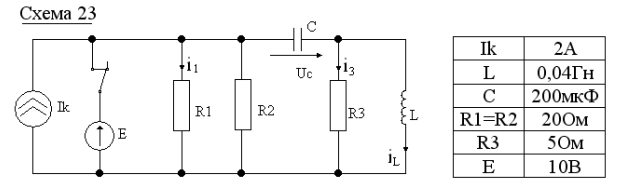 Схема 23
C
Uc
i1
i3
Ik
E
R1
R2
R3
L
iL
Ik 2А
L 0,04Гн
C 200мкФ
R1=R2 20Ом
R3 5Ом
E 10В